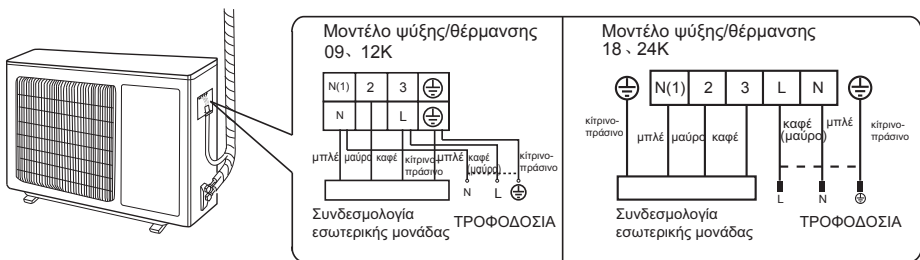 Μοντέλο ψύξης/θέρμανσης
09、12K
N(1) 2 3
N L
μπλέ μαύρο καφέ κίτρινο-
πράσινο
μπλέ καφέ
(μαύρο)
κίτρινο-
πράσινο
N L
Συνδεσμολογία
εσωτερικής μονάδας
ΤΡΟΦΟΔΟΣΙΑ
Μοντέλο ψύξης/θέρμανσης
18、24K
N(1) 2 3 L N
κίτρινο-
πράσινο
μπλέ μαύρο καφέ
καφέ
(μαύρο)
μπλέ
κίτρινο-
πράσινο
L N
Συνδεσμολογία
εσωτερικής μονάδας
ΤΡΟΦΟΔΟΣΙΑ